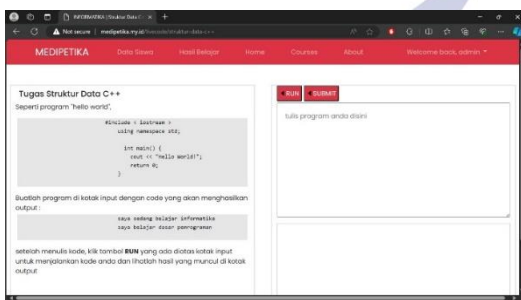 INFORMATIKA | Struktur Data C
Not secure | medipetika.my.id/livecode/struktur-data-c++
MEDIPETIKA Data Siswa Hasil Belajar Home Courses About Welcome back, admin
Tugas Struktur Data C++
Seperti program "hello world",
#include < iostream >
using namespace std;
int main() {
cout << "Hello World!";
return 0;
}
Buatlah program di kotak input dengan code yang akan menghasilkan
output :
saya sedang belajar informatika
saya belajar dasar pemrograman
setelah menulis kode, klik tombol RUN yang ada diatas kotak input
untuk menjalankan kode anda dan lihatlah hasil yang muncul di kotak
output
RUN SUBMIT
tulis program anda disini